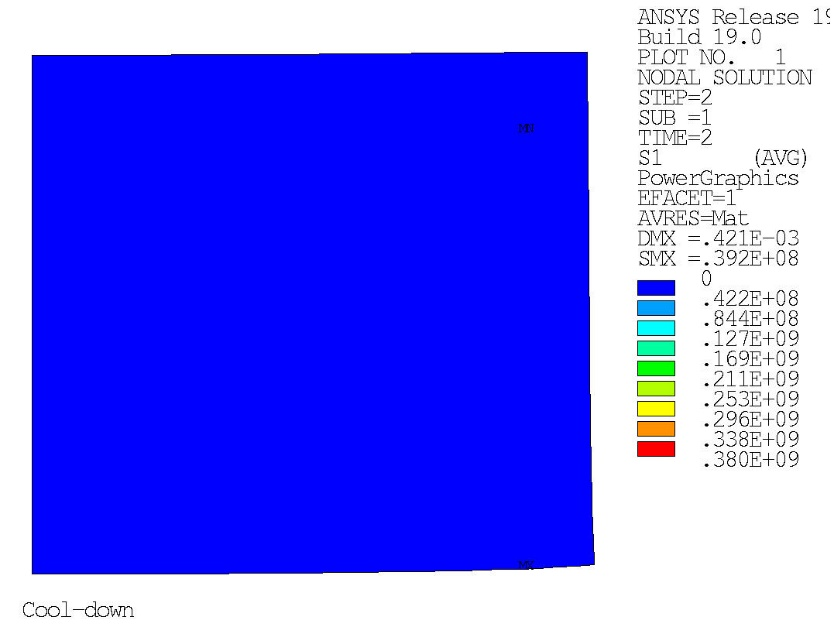 ANSYS Release 19
Build 19.0
PLOT NO. 1
NODAL SOLUTION
STEP=2
SUB =1
TIME=2
S1 (AVG)
PowerGraphics
EFACET=1
AVRES=Mat
DMX =.421E-03
SMX =.392E+08
0
.422E+08
.844E+08
.127E+09
.169E+09
.211E+09
.253E+09
.296E+09
.338E+09
.380E+09
MN
Cool-down